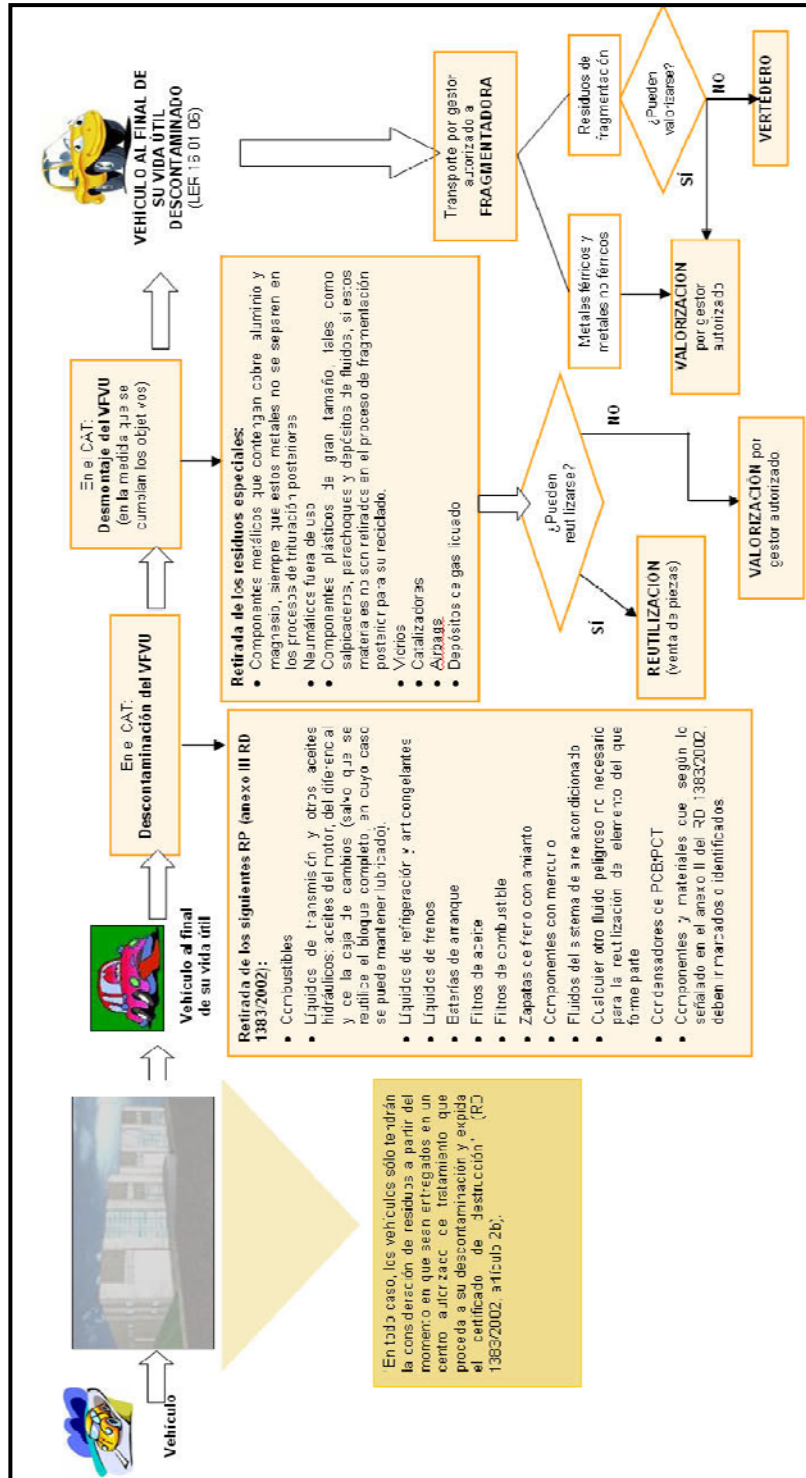 Vehículo
"En todo caso, los vehículos sólo tendrán
la consideración de residuos a partir del
momento en que sean entregados en un
centro autorizado de tratamiento que
proceda a su descontaminación y expida
el certificado de destrucción" (RD
1383/2002, artículo 2b).
Vehículo al final
de su vida útil
En el CAT:
Descontaminación del VFVU
Retirada de los siguientes RP (anexo III RD
1383/2002):
• Combustibles
• Líquidos de transmisión y otros aceites
hidráulicos: aceites del motor, del diferencial
y de la caja de cambios (salvo que se
reutilice el bloque completo, en cuyo caso
se puede mantener lubricado).
• Líquidos de refrigeración y anticongelantes
• Líquidos de frenos
• Baterías de arranque
• Filtros de aceite
• Filtros de combustible
• Zapatas de freno con amianto
• Componentes con mercurio
• Fluidos del sistema de aire acondicionado
• Cualquier otro fluido peligroso no necesario
para la reutilización de elemento del que
forme parte
• Condensadores de PCB/PCT
• Componentes y materiales que según lo
señalado en el anexo II del RD 1383/2002,
deben ir marcados o identificados
En el CAT:
Desmontaje del VFVU
(en la medida que se
cumplan los objetivos)
Retirada de los residuos especiales:
• Componentes metálicos que contengan cobre aluminio y
magnesio, siempre que estos metales no se separen en
los procesos de trituración posteriores
• Neumáticos fuera de uso
• Componentes plásticos de gran tamaño, tales como
salpicaderos, parachoques y depósitos de fluidos, si estos
materiales no son retirados en el proceso de fragmentación
posterior para su reciclado.
• Vidrios
• Catalizadores
• Airbags
• Depósitos de gas licuado
¿Pueden
reutilizarse?
SÍ
NO
REUTILIZACIÓN
(venta de piezas)
VALORIZACIÓN por
gestor autorizado.
VEHÍCULO AL FINAL DE
SU VIDA ÚTIL
DESCONTAMINADO
(LER 16 01 06)
Transporte por gestor
autorizado a
FRAGMENTADORA
Metales férricos y
metales no férricos
Residuos de
fragmentación
¿Pueden
valorizarse?
SÍ
NO
VALORIZACION
por gestor
autorizado
VERTEDERO